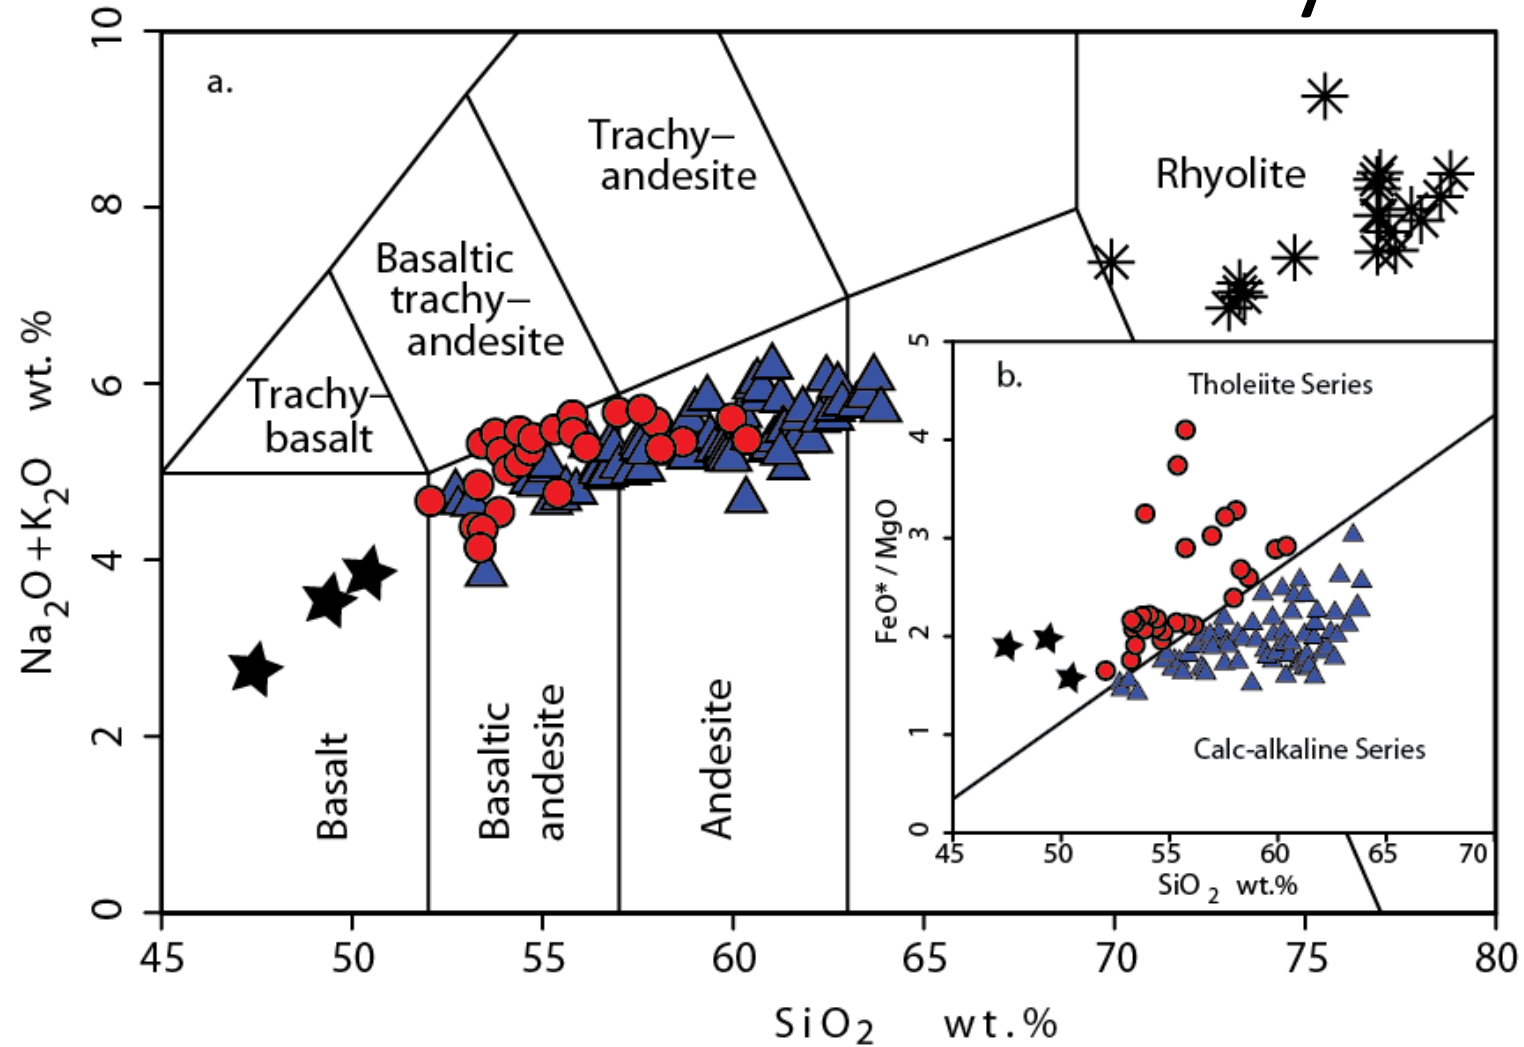 10
a.
Trachy–
andesite
Rhyolite
8
Basaltic
trachy–
andesite
6
Trachy–
basalt
4
2
0
Na2O+K2O wt. %
Basalt
Basaltic
andesite
Andesite
45 50 55 60 65 70 75 80
SiO2 wt.%
b.
Tholeiite Series
5
4
3
2
1
0
FeO* / MgO
Calc-alkaline Series
45 50 55 60 65 70
SiO 2 wt.%